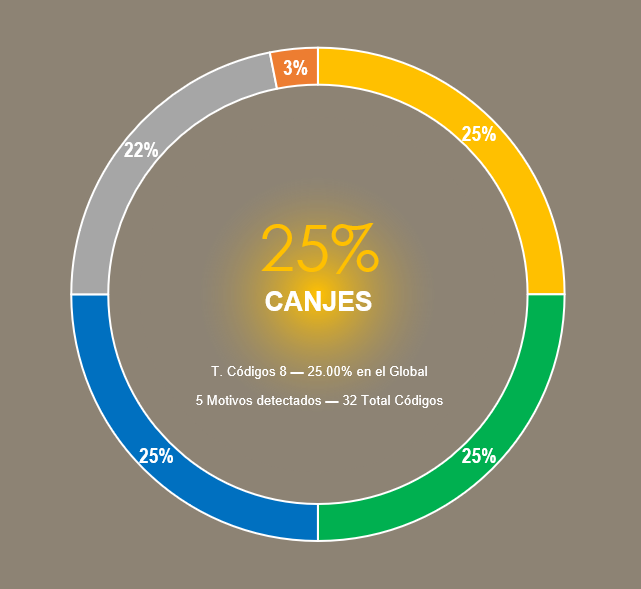 3%
25%
22%
25%
CANJES
T. Códigos 8 — 25.00% en el Global
5 Motivos detectados — 32 Total Códigos
25%
25%